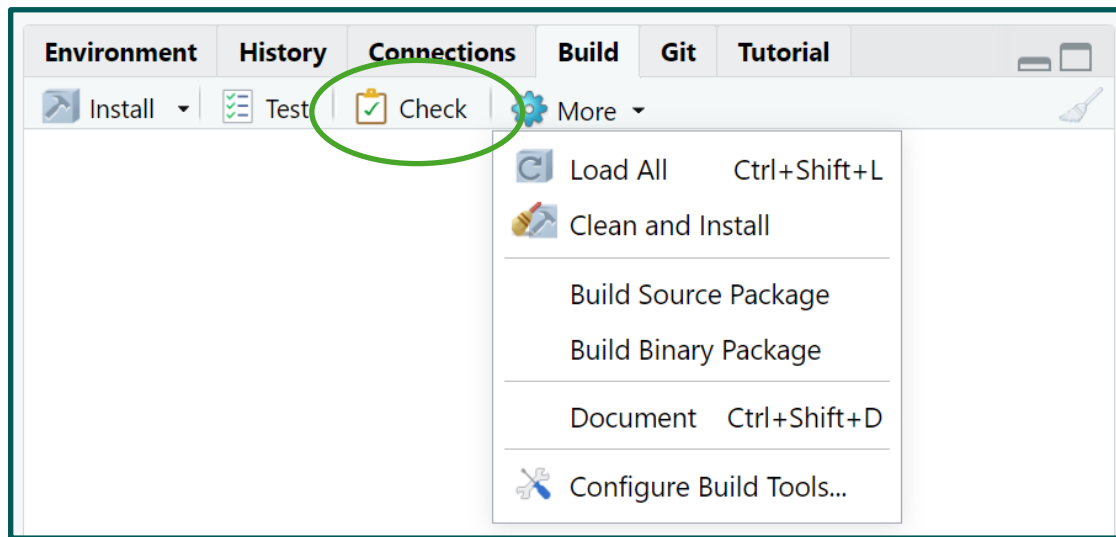 Environment History Connections Build Git Tutorial
Install Test Check More
Load All Ctrl+Shift+L
Clean and Install
Build Source Package
Build Binary Package
Document Ctrl+Shift+D
Configure Build Tools...